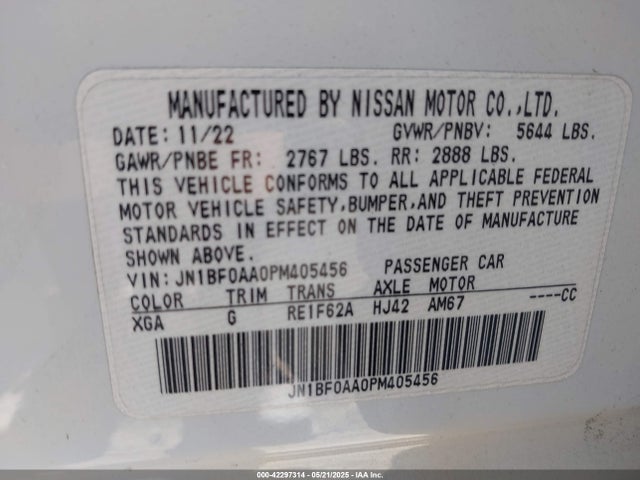 MANUFACTURED BY NISSAN MOTOR CO.,LTD.
DATE: 11/22 GVWR/PNBV: 5644 LBS.
GAWR/PNBE FR: 2767 LBS. RR: 2888 LBS.
THIS VEHICLE CONFORMS TO ALL APPLICABLE FEDERAL
MOTOR VEHICLE SAFETY,BUMPER,AND THEFT PREVENTION
STANDARDS IN EFFECT ON THE DATE OF MANUFACTURE
SHOWN ABOVE.
VIN: JN1BF0AA0PM405456 PASSENGER CAR
COLOR TRIM TRANS AXLE MOTOR
XGA G RE1F62A HJ42 AM67 ----CC
JN1BF0AA0PM405456
000-42297314 - 05/21/2025 - IAA Inc.